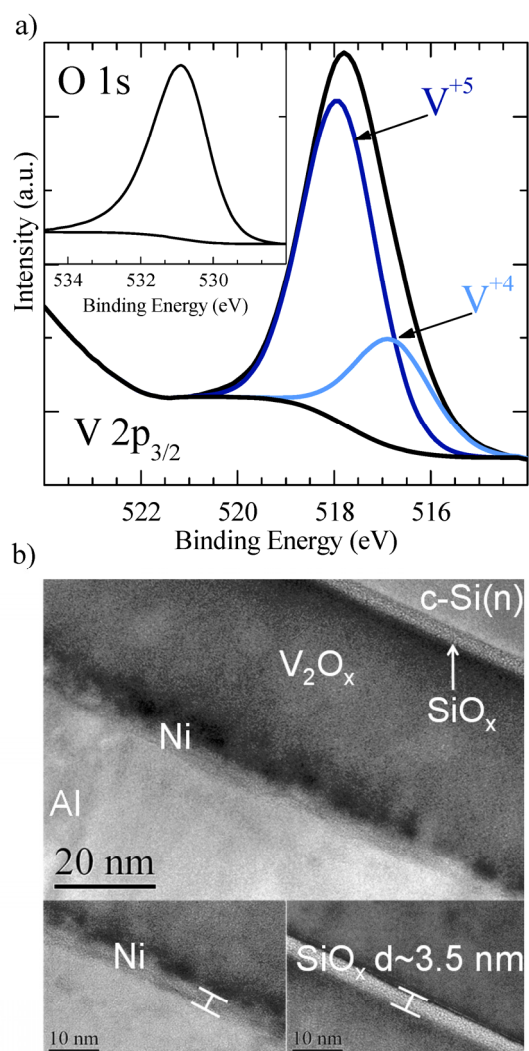 a)
O 1s
534 532 530
Binding Energy (eV)
V+5
V+4
Intensity (a.u.)
V 2p3/2
522 520 518 516
Binding Energy (eV)
b)
c-Si(n)
V2Ox
SiOx
Ni
Al
20 nm
Ni
10 nm
SiOx d~3.5 nm
10 nm